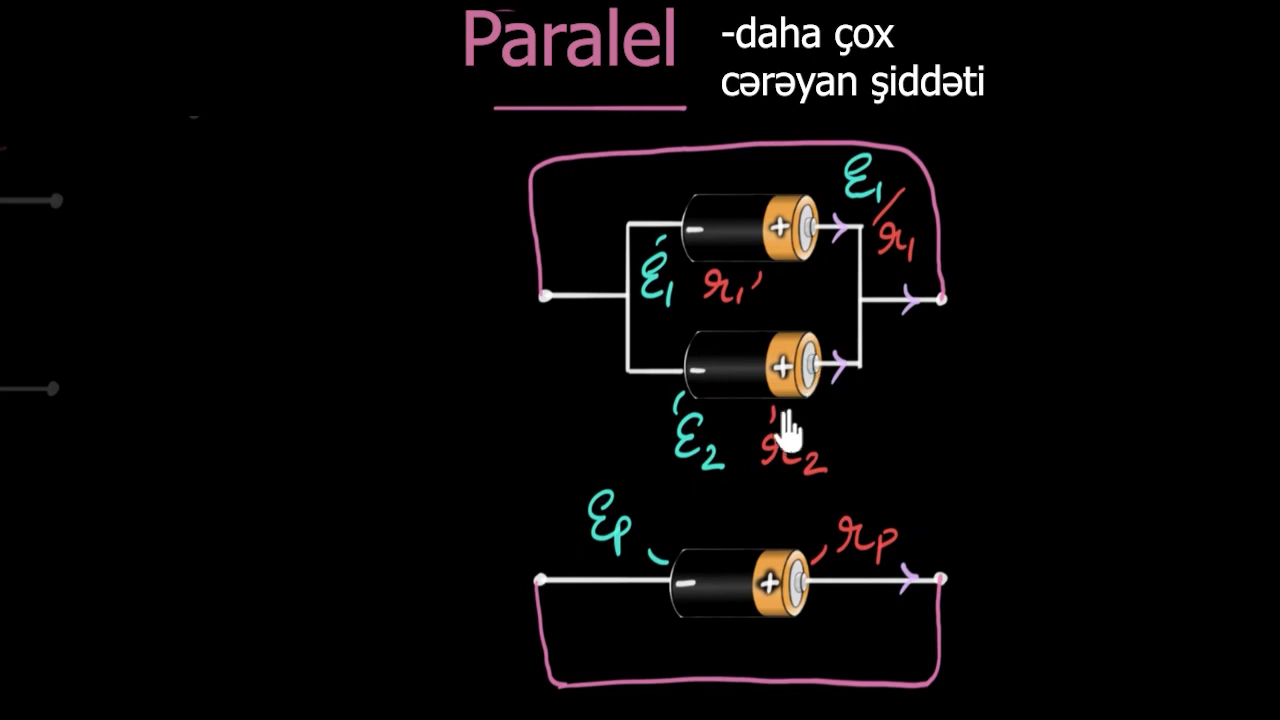 Paralel
-daha çox
cərəyan şiddəti
ε₁/r₁
ε₁ r₁
ε₂ r₂
εp rp